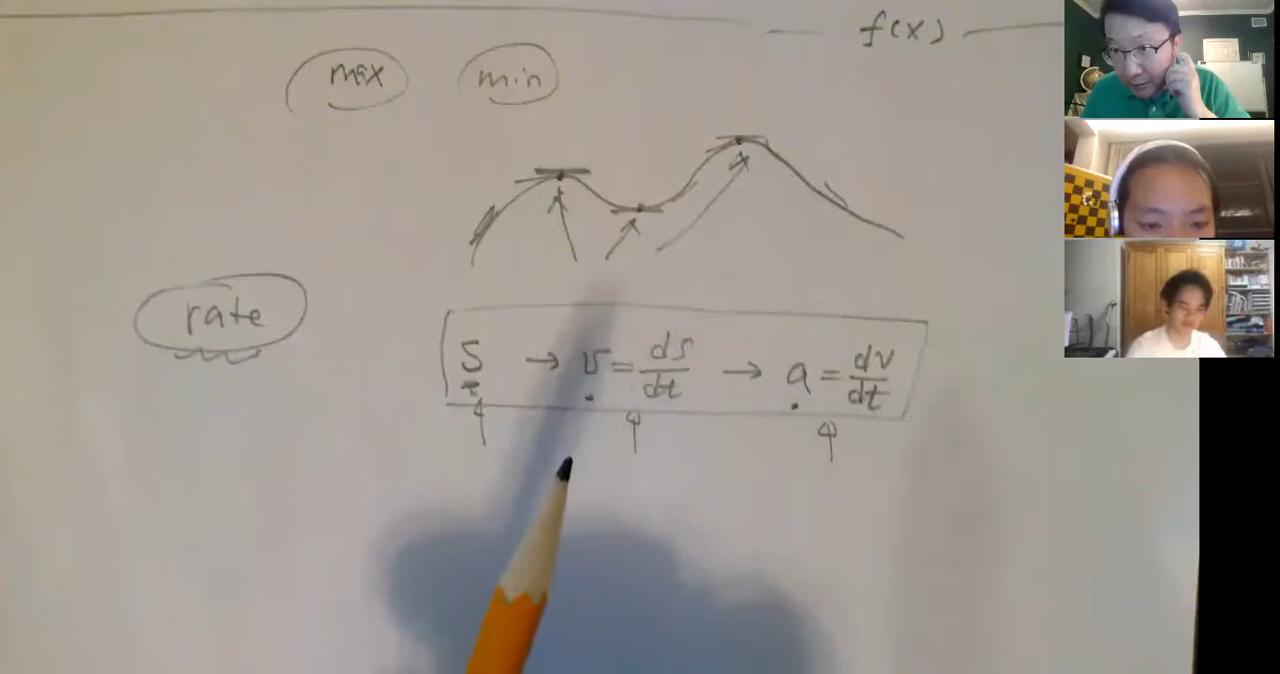 f(x)
max min
rate
S → v = ds/dt → a = dv/dt